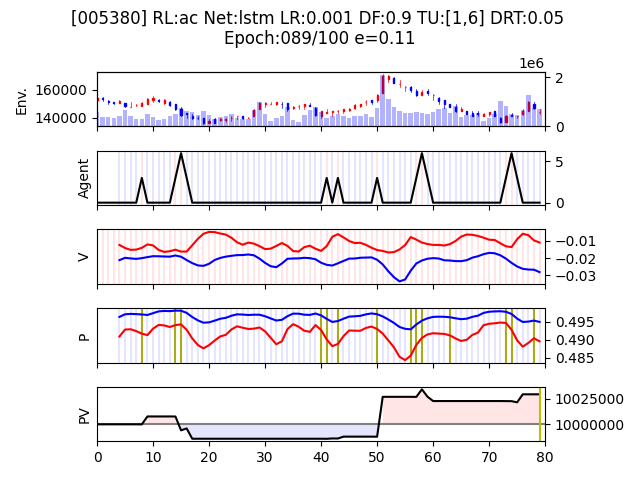 [005380] RL:ac Net:lstm LR:0.001 DF:0.9 TU:[1,6] DRT:0.05
Epoch:089/100 e=0.11
1e6
Env.
160000
140000
2
0
Agent
5
0
V
−0.01
−0.02
−0.03
P
0.495
0.490
0.485
PV
10025000
10000000
0 10 20 30 40 50 60 70 80